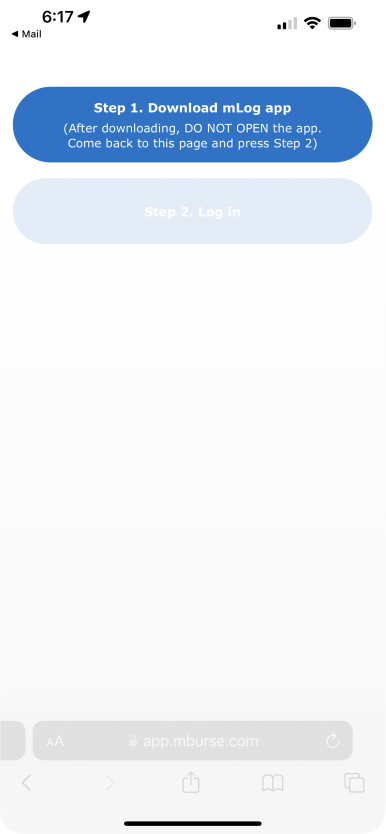 6:17
◀ Mail
Step 1. Download mLog app
(After downloading, DO NOT OPEN the app.
Come back to this page and press Step 2)
Step 2. Log in
AA app.mburse.com